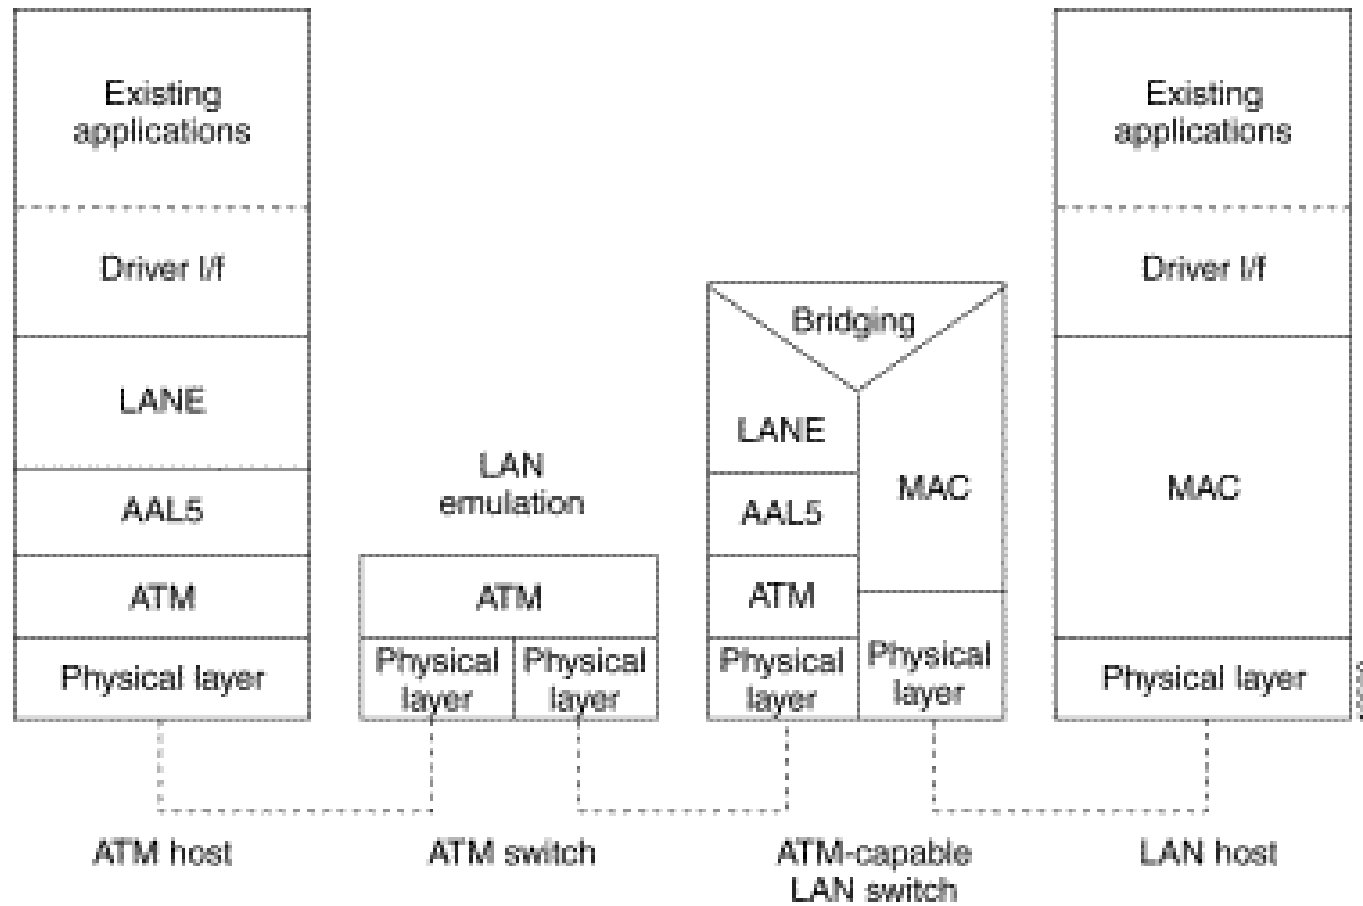 Existing
applications
Driver I/f
LANE
AAL5
ATM
Physical layer
LAN
emulation
ATM
Physical
layer
Physical
layer
Bridging
LANE
AAL5
ATM
Physical
layer
MAC
Physical
layer
Existing
applications
Driver I/f
MAC
Physical layer
ATM host
ATM switch
ATM-capable
LAN switch
LAN host